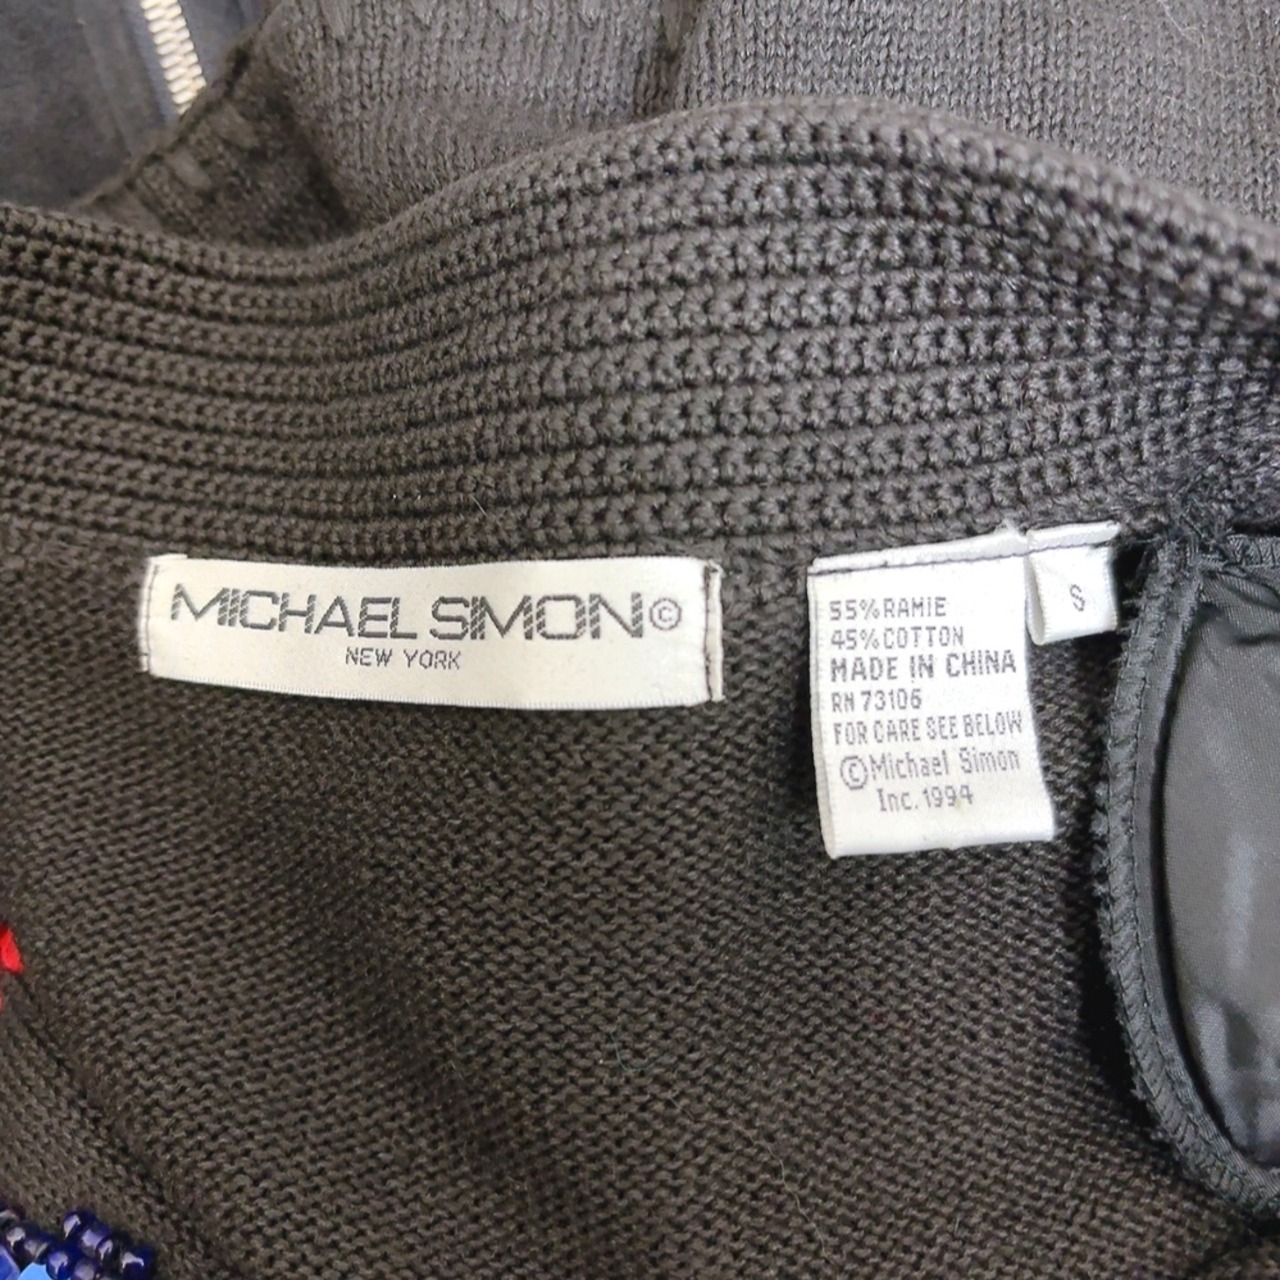 MICHAEL SIMON©
NEW YORK
55%RAMIE
45%COTTON
MADE IN CHINA
RN 73106
FOR CARE SEE BELOW
©Michael Simon
Inc. 1994
S